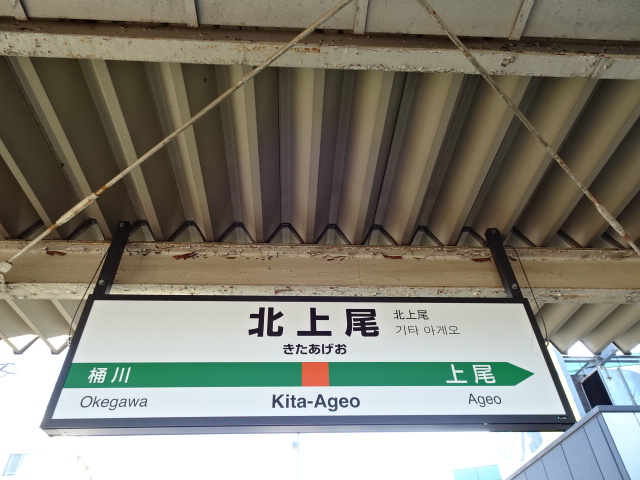 北上尾
北上尾
기타 아게오
きたあげお
桶川 上尾
Okegawa Kita-Ageo Ageo